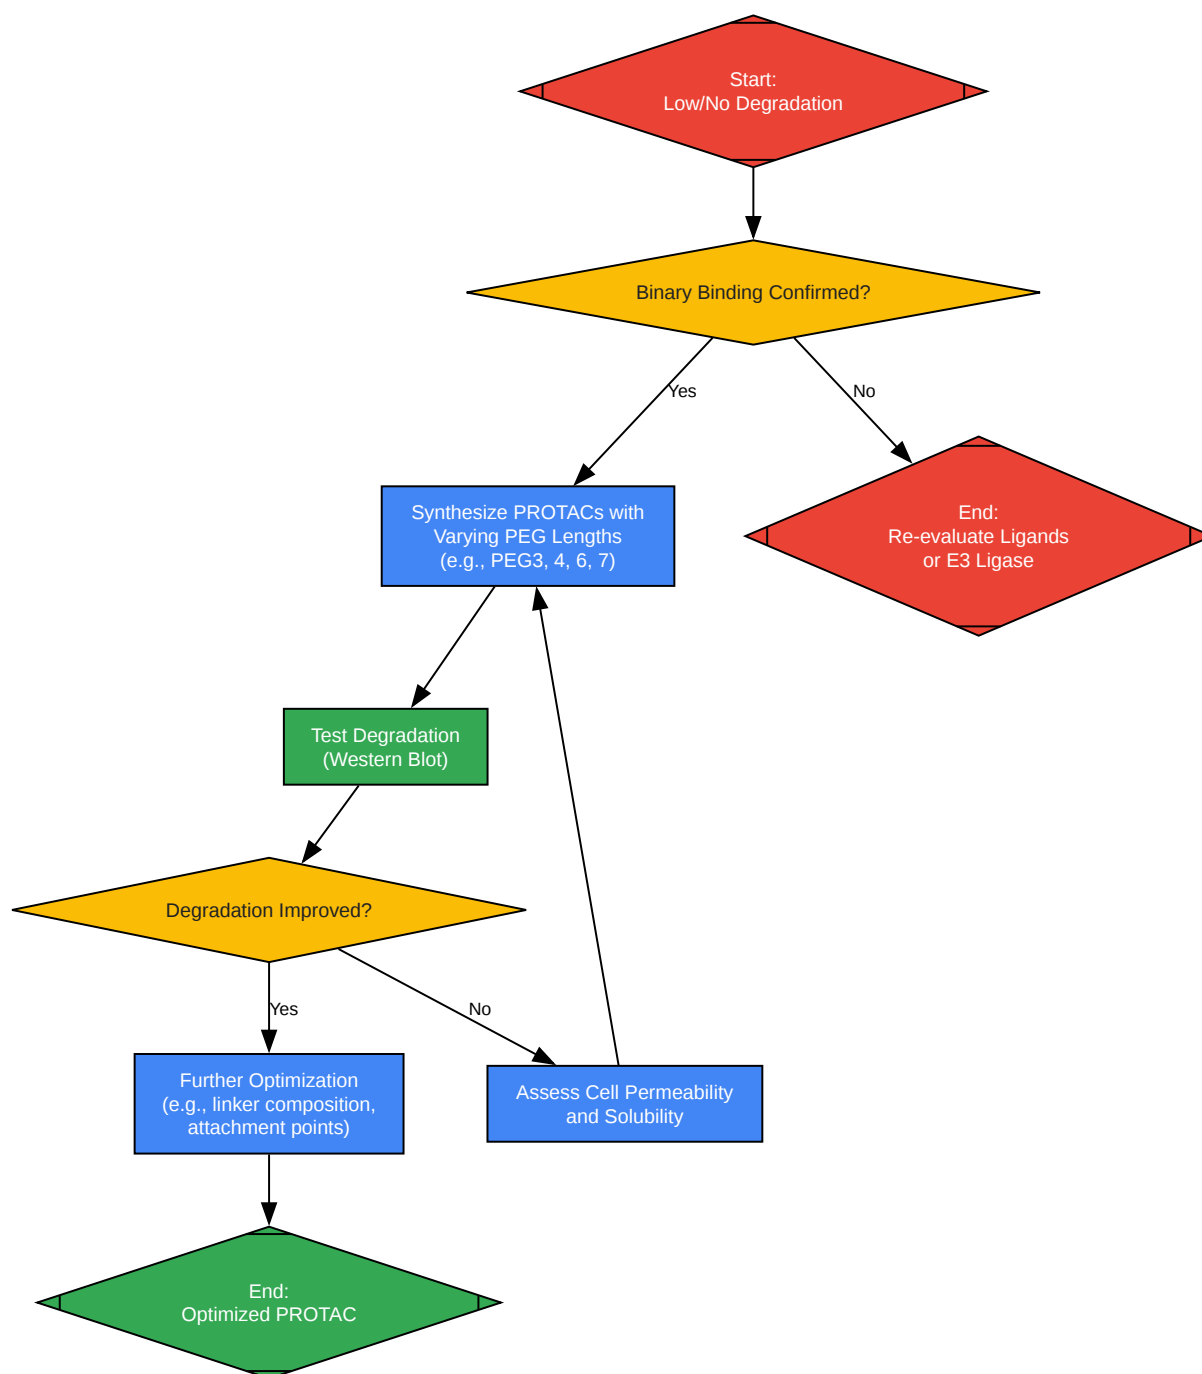 Start:
Low/No Degradation
Binary Binding Confirmed?
Yes
No
Synthesize PROTACs with
Varying PEG Lengths
(e.g., PEG3, 4, 6, 7)
End:
Re-evaluate Ligands
or E3 Ligase
Test Degradation
(Western Blot)
Degradation Improved?
Yes
No
Further Optimization
(e.g., linker composition,
attachment points)
Assess Cell Permeability
and Solubility
End:
Optimized PROTAC